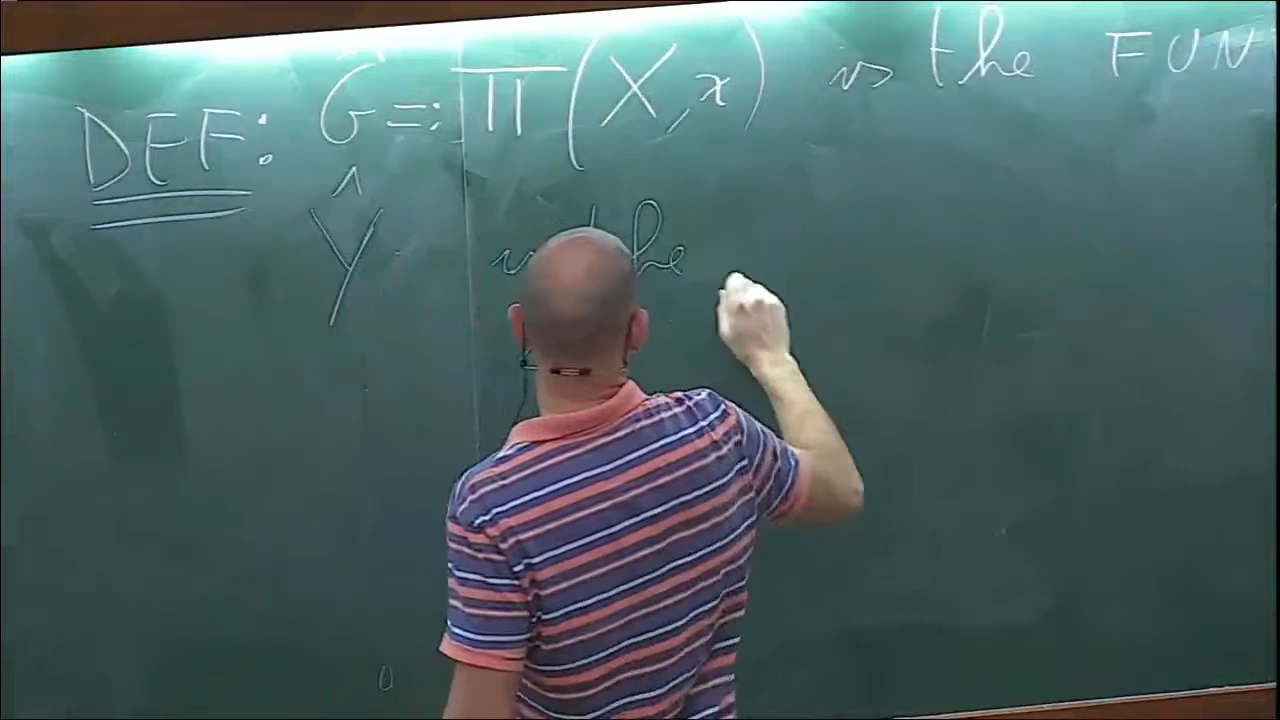 DEF: Ĝ =: Π(X, x) is the FUN
Ŷ is the